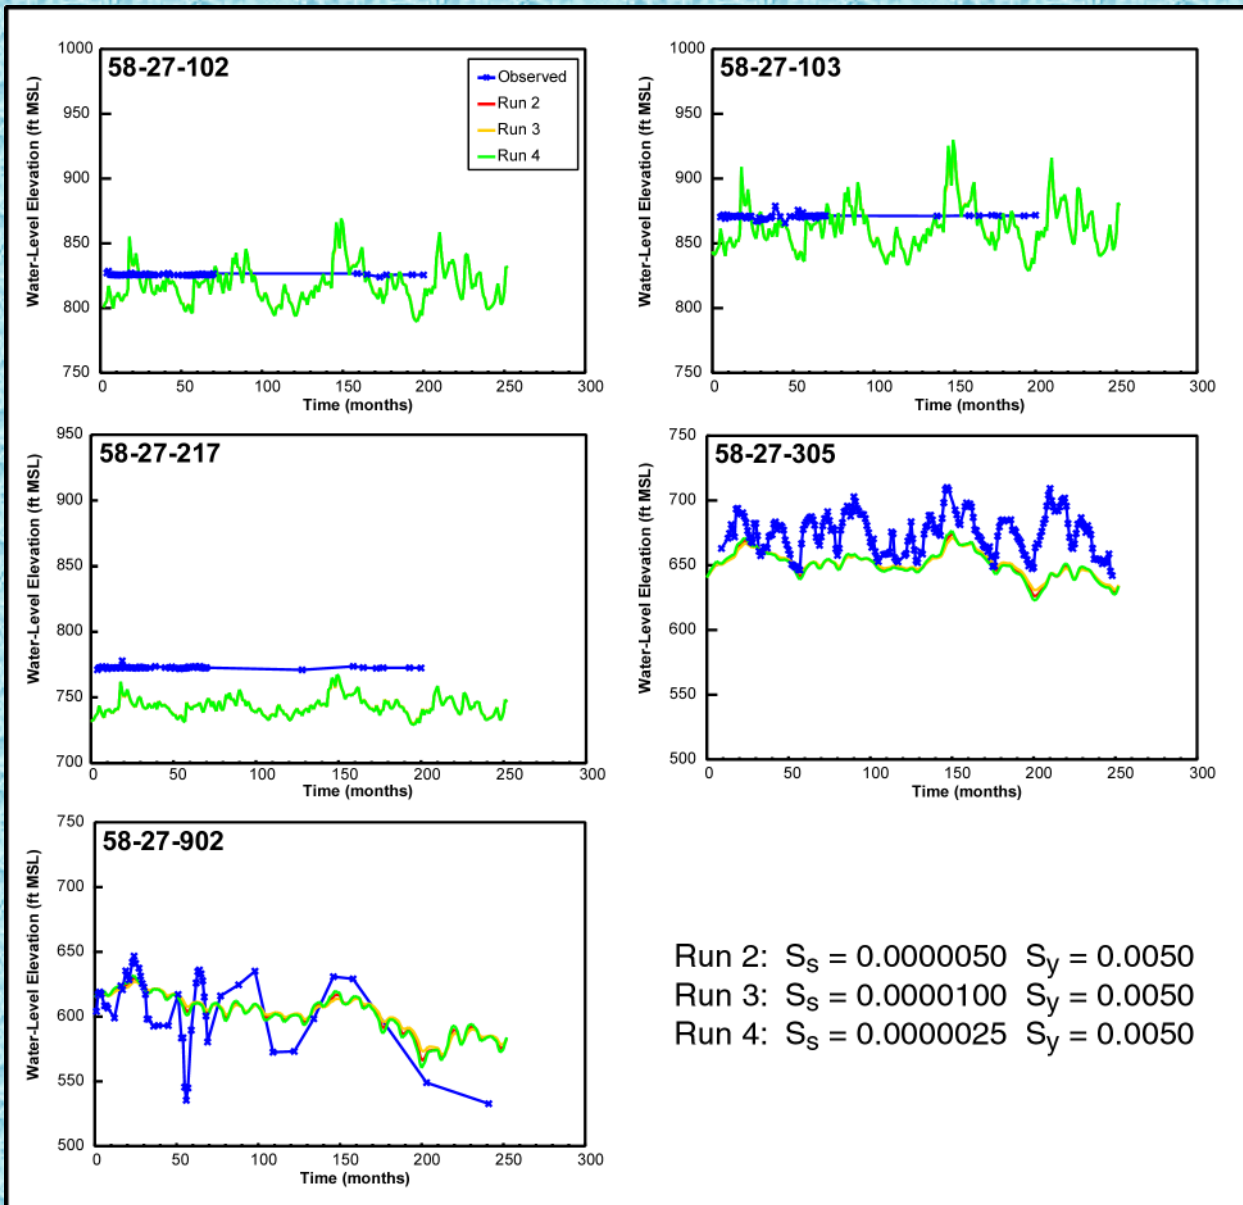 58-27-102
Water-Level Elevation (ft MSL)
1000
950
900
850
800
750
0 50 100 150 200 250 300
Time (months)
Observed
Run 2
Run 3
Run 4
58-27-103
Water-Level Elevation (ft MSL)
1000
950
900
850
800
750
0 50 100 150 200 250 300
Time (months)
58-27-217
Water-Level Elevation (ft MSL)
950
900
850
800
750
700
0 50 100 150 200 250 300
Time (months)
58-27-305
Water-Level Elevation (ft MSL)
750
700
650
600
550
500
0 50 100 150 200 250 300
Time (months)
58-27-902
Water-Level Elevation (ft MSL)
750
700
650
600
550
500
0 50 100 150 200 250 300
Time (months)
Run 2: Ss = 0.0000050 Sy = 0.0050
Run 3: Ss = 0.0000100 Sy = 0.0050
Run 4: Ss = 0.0000025 Sy = 0.0050